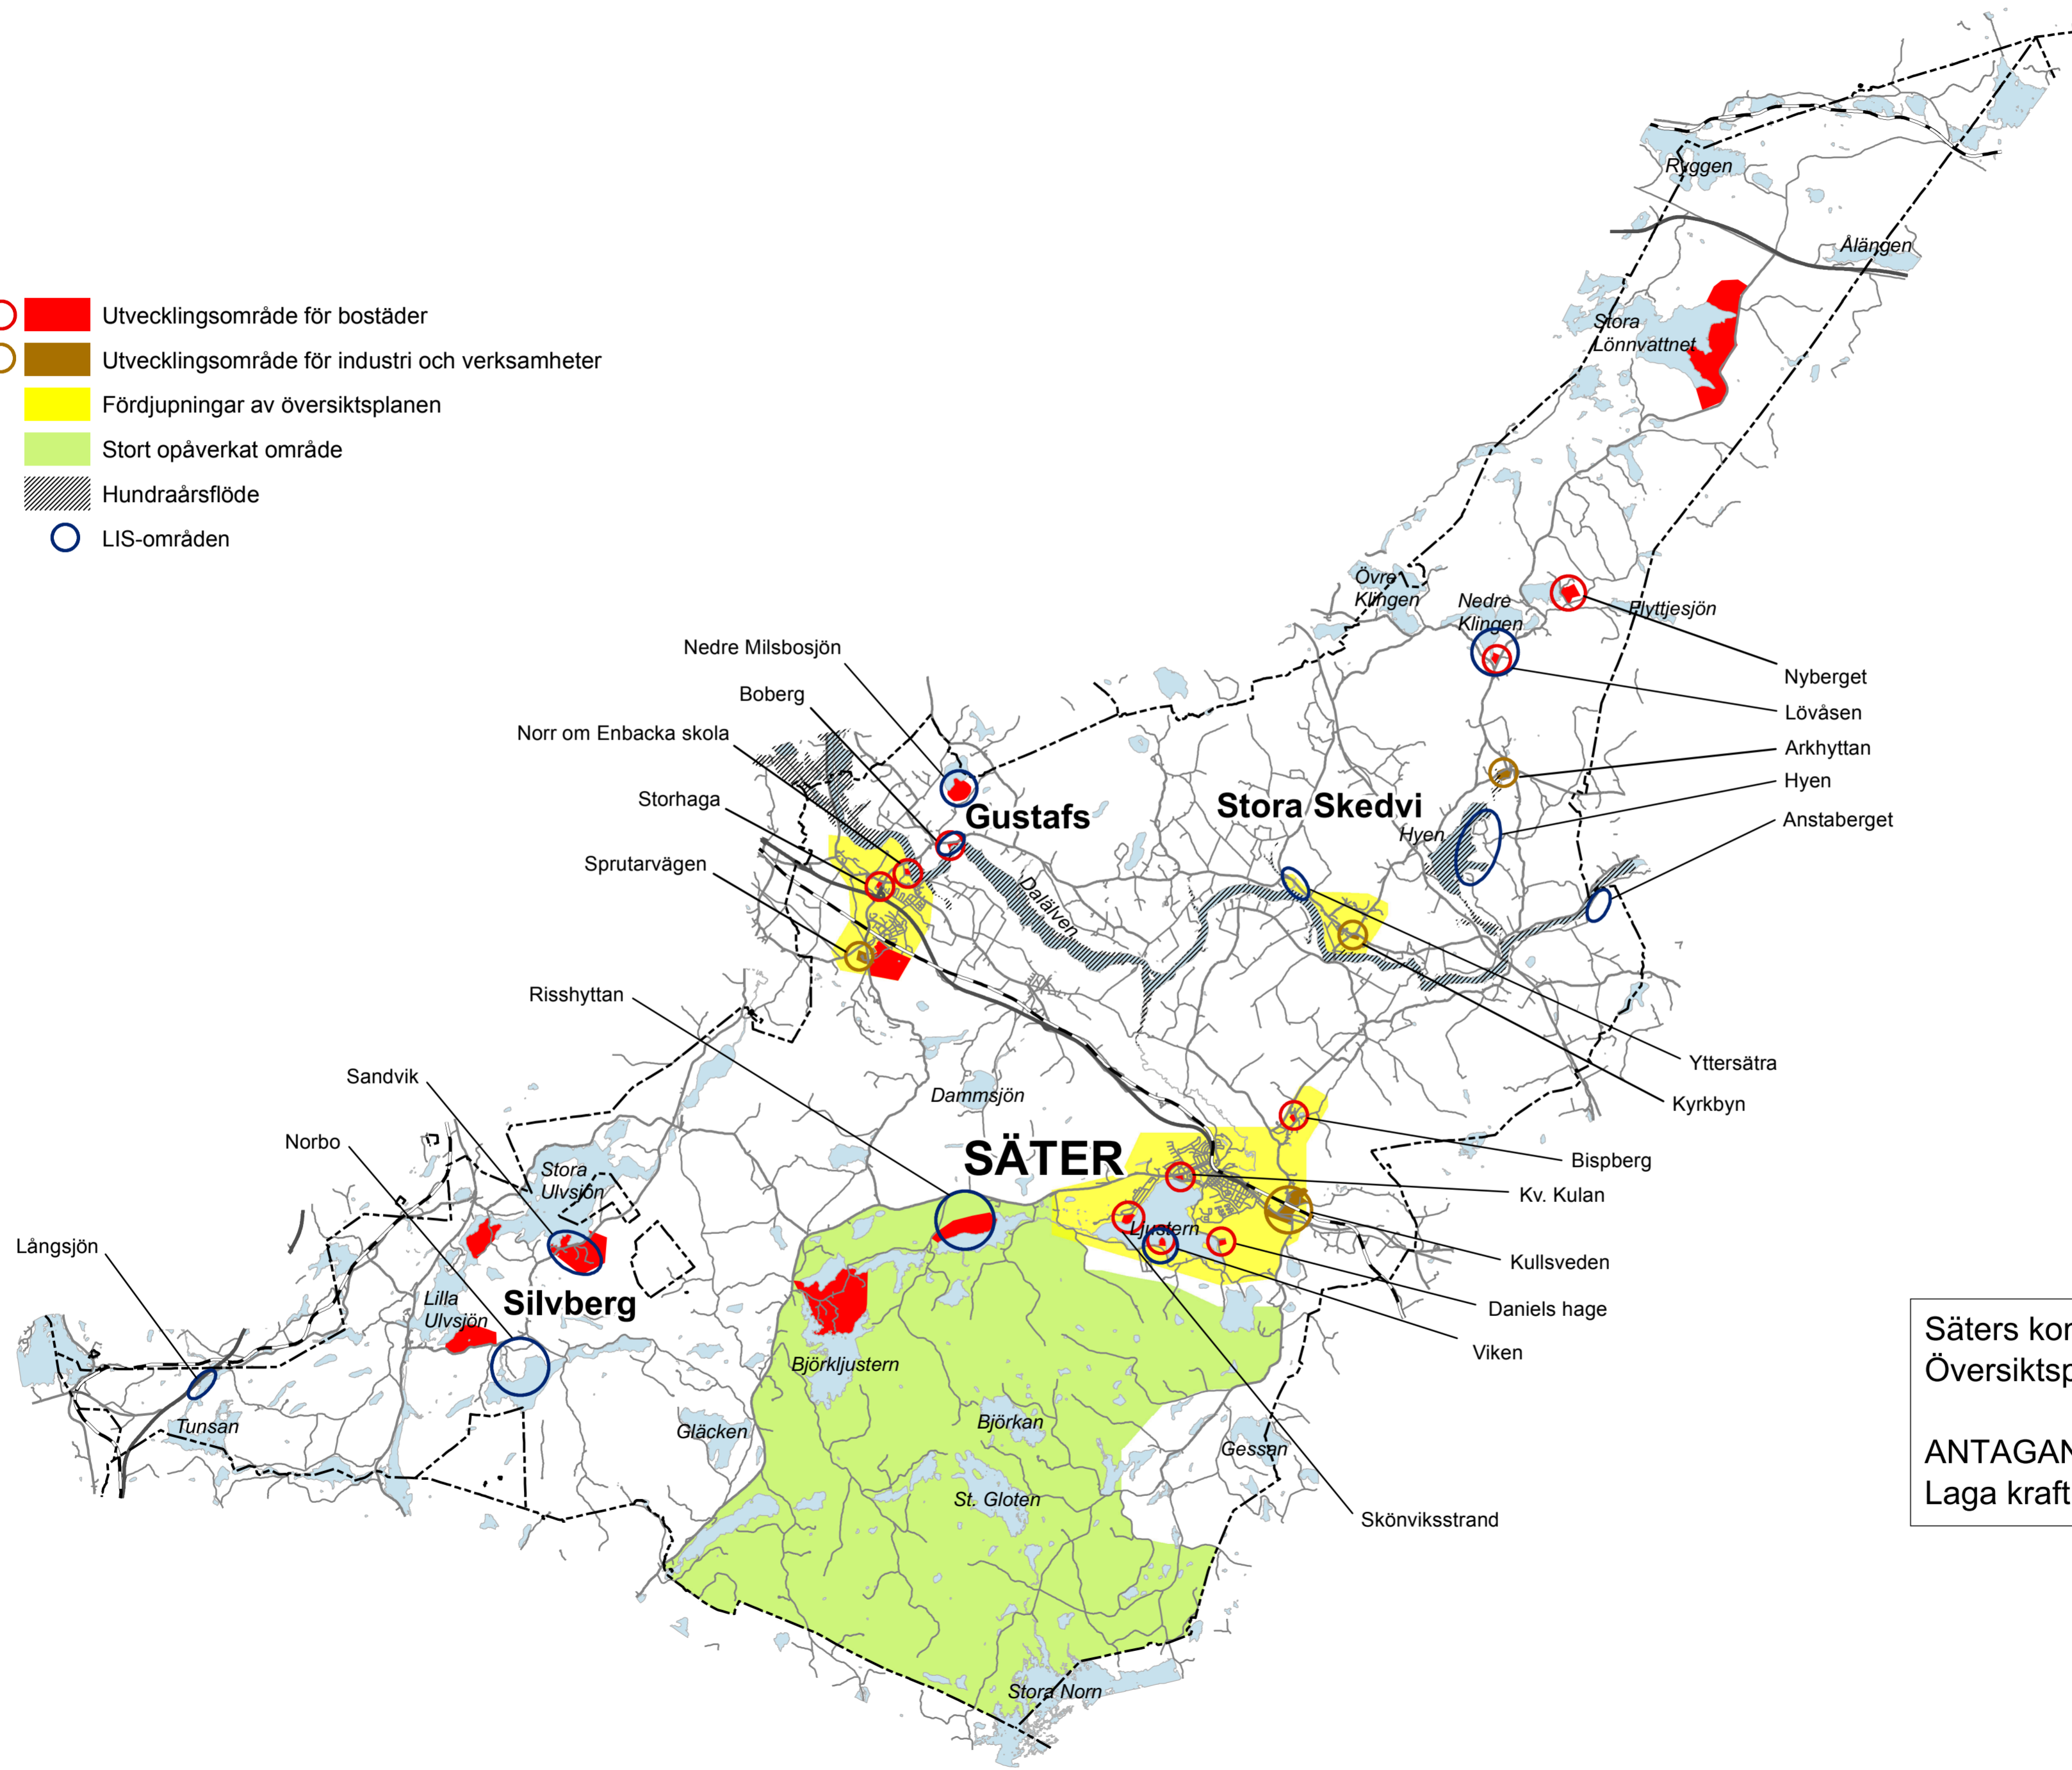 Ryggen
Ålängen
Utvecklingsområde för bostäder
Utvecklingsområde för industri och verksamheter
Fördjupningar av översiktsplanen
Stort opåverkat område
Hundraårsflöde
LIS-områden
Stora
Lönnvattnet
Övre
Klingen
Nedre
Klingen
Flyttjesjön
Nedre Milsbosjön
Boberg
Norr om Enbacka skola
Storhaga
Sprutarvägen
Gustafs
Stora Skedvi
Hyen
Dalälven
Nyberget
Lövåsen
Arkhyttan
Hyen
Anstaberget
Risshyttan
Sandvik
Norbo
Långsjön
Dammsjön
SÄTER
Stora
Ulvsjön
Lilla
Ulvsjön
Silvberg
Ljustern
Yttersätra
Kyrkbyn
Bispberg
Kv. Kulan
Kullsveden
Daniels hage
Viken
Skönviksstrand
Björkljustern
Tunsan
Gläcken
Björkan
Gessan
St. Gloten
Stora Norn
Säters kor
Översiktsp
ANTAGAN
Laga kraft